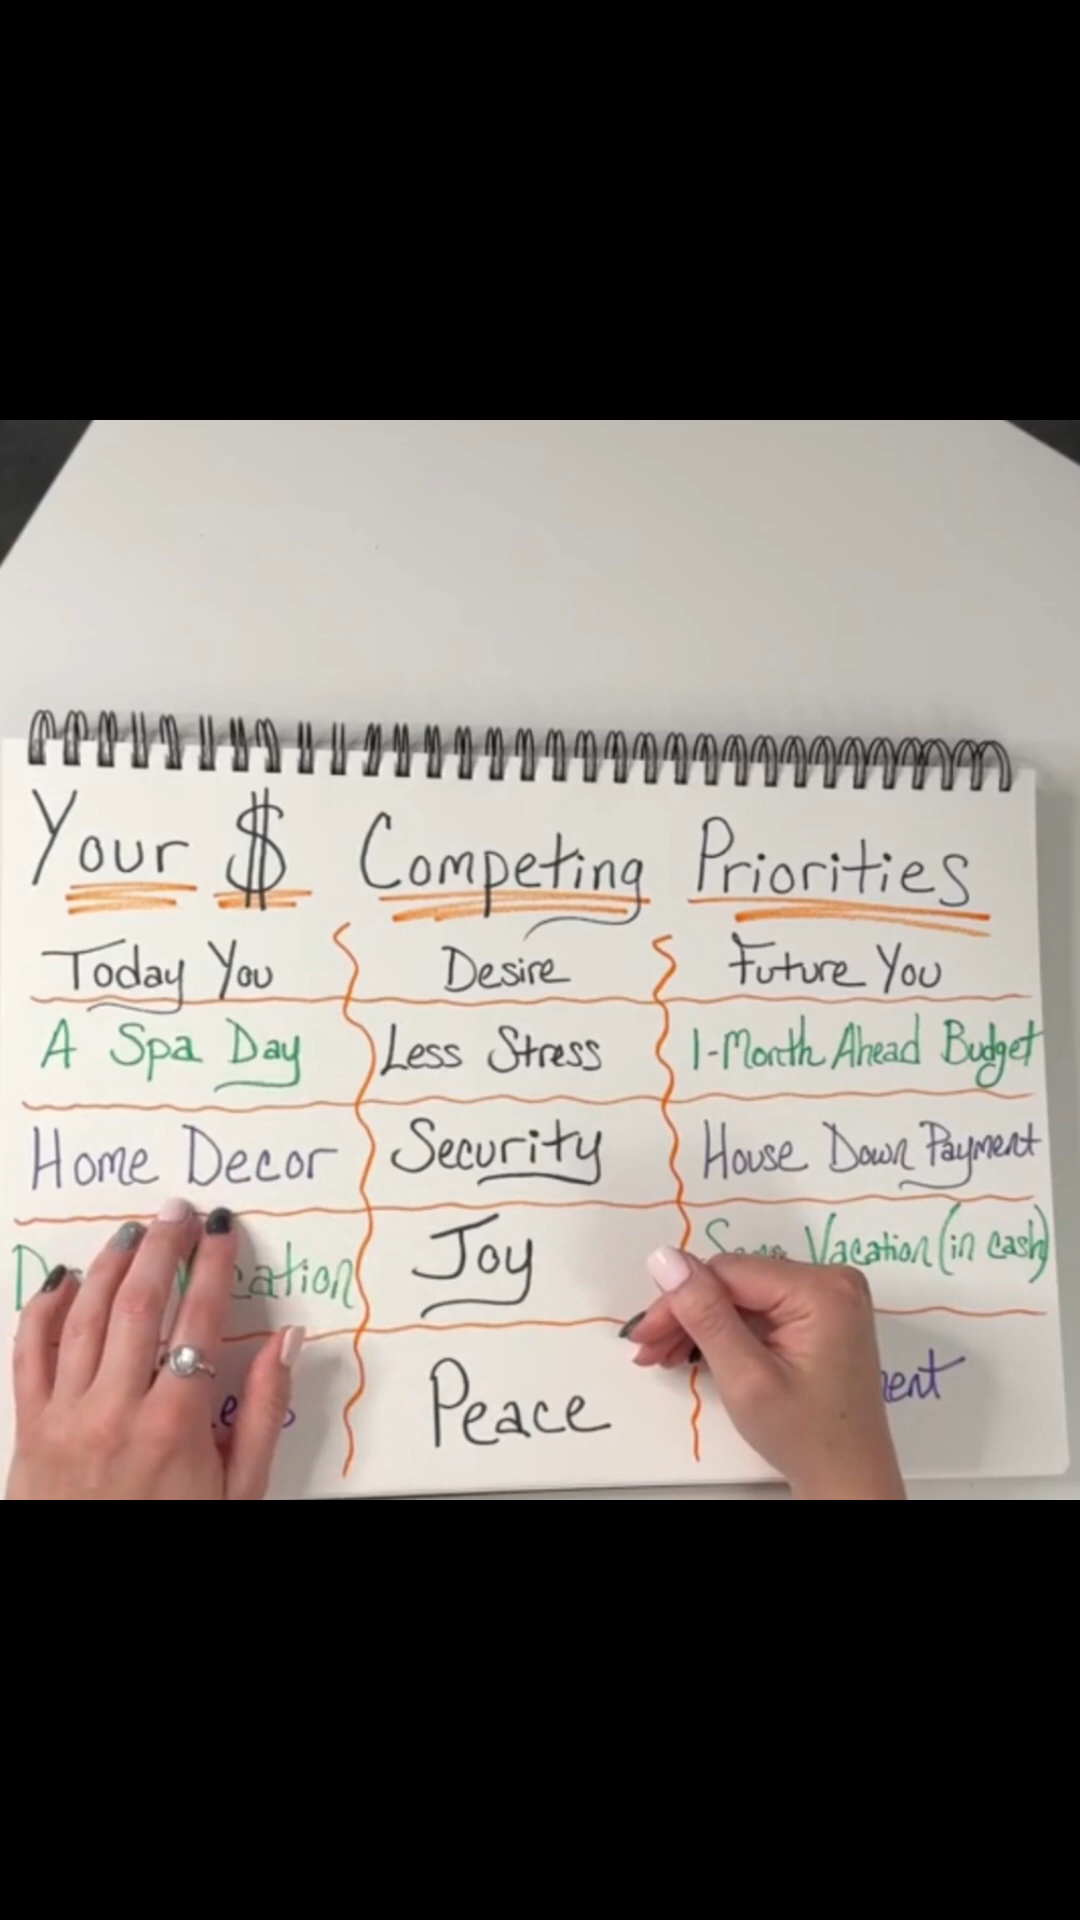 Your $ Competing Priorities
Today You Desire Future You
A Spa Day Less Stress 1-Month Ahead Budget
Home Decor Security House Down Payment
Joy Vacation (in cash)
Peace